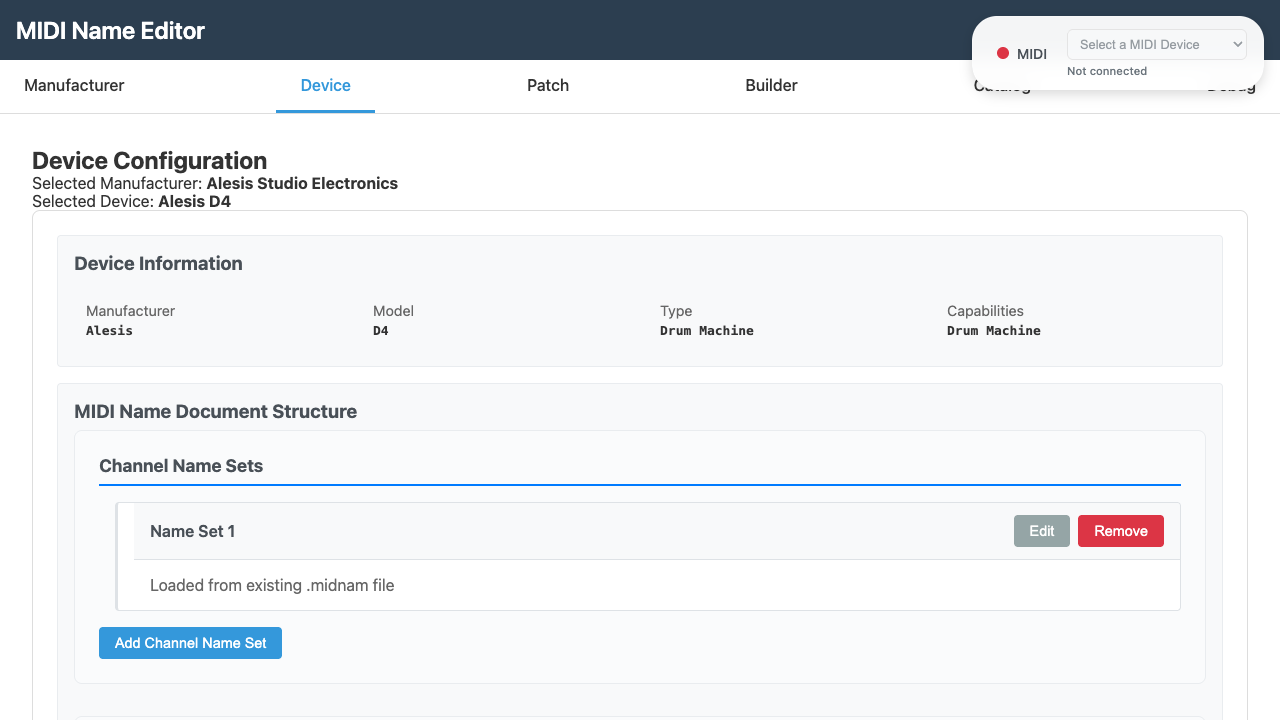 MIDI Name Editor
MIDI
Select a MIDI Device
Not connected
Manufacturer
Device
Patch
Builder
Device Configuration
Selected Manufacturer: Alesis Studio Electronics
Selected Device: Alesis D4
Device Information
Manufacturer
Alesis
Model
D4
Type
Drum Machine
Capabilities
Drum Machine
MIDI Name Document Structure
Channel Name Sets
Name Set 1
Edit
Remove
Loaded from existing .midnam file
Add Channel Name Set